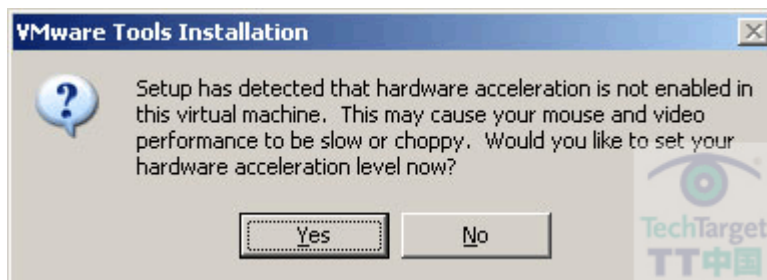 VMware Tools Installation
Setup has detected that hardware acceleration is not enabled in
this virtual machine.  This may cause your mouse and video
performance to be slow or choppy.  Would you like to set your
hardware acceleration level now?
Yes No
TechTarget
TT中国